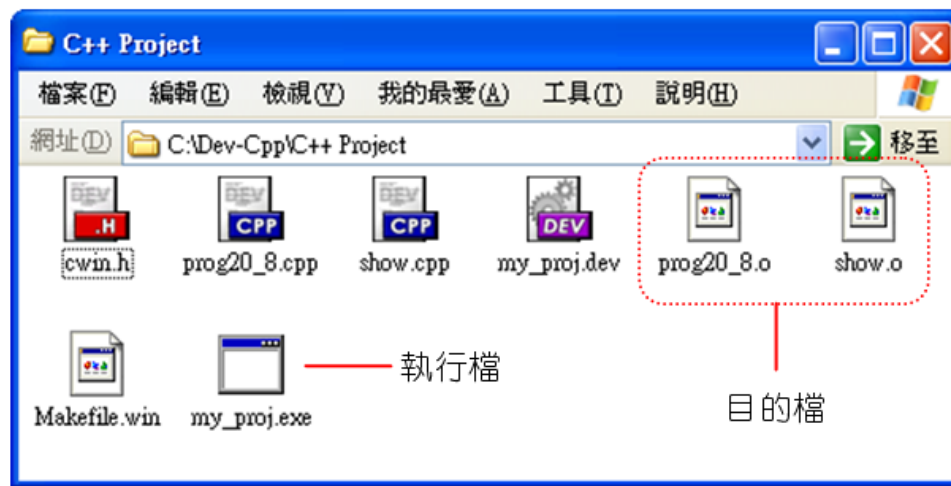 C++ Project
檔案(F) 編輯(E) 檢視(V) 我的最愛(A) 工具(T) 說明(H)
網址(D) C:\Dev-Cpp\C++ Project 移至
DEV DEV DEV
.H CPP CPP DEV
cwin.h prog20_8.cpp show.cpp my_proj.dev prog20_8.o show.o
執行檔
目的檔
Makefile.win my_proj.exe